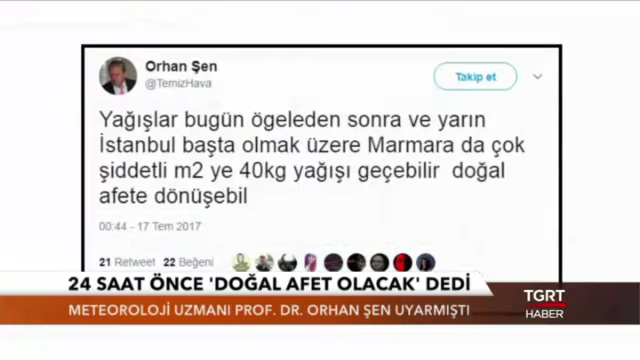 Orhan Şen
@TemizHava
Takip et
Yağışlar bugün ögeleden sonra ve yarın
İstanbul başta olmak üzere Marmara da çok
şiddetli m2 ye 40kg yağışı geçebilir doğal
afete dönüşebil
00:44 - 17 Tem 2017
21 Retweet 22 Beğeni
24 SAAT ÖNCE 'DOĞAL AFET OLACAK' DEDİ
METEOROLOJİ UZMANI PROF. DR. ORHAN ŞEN UYARMIŞTI
TGRT
HABER